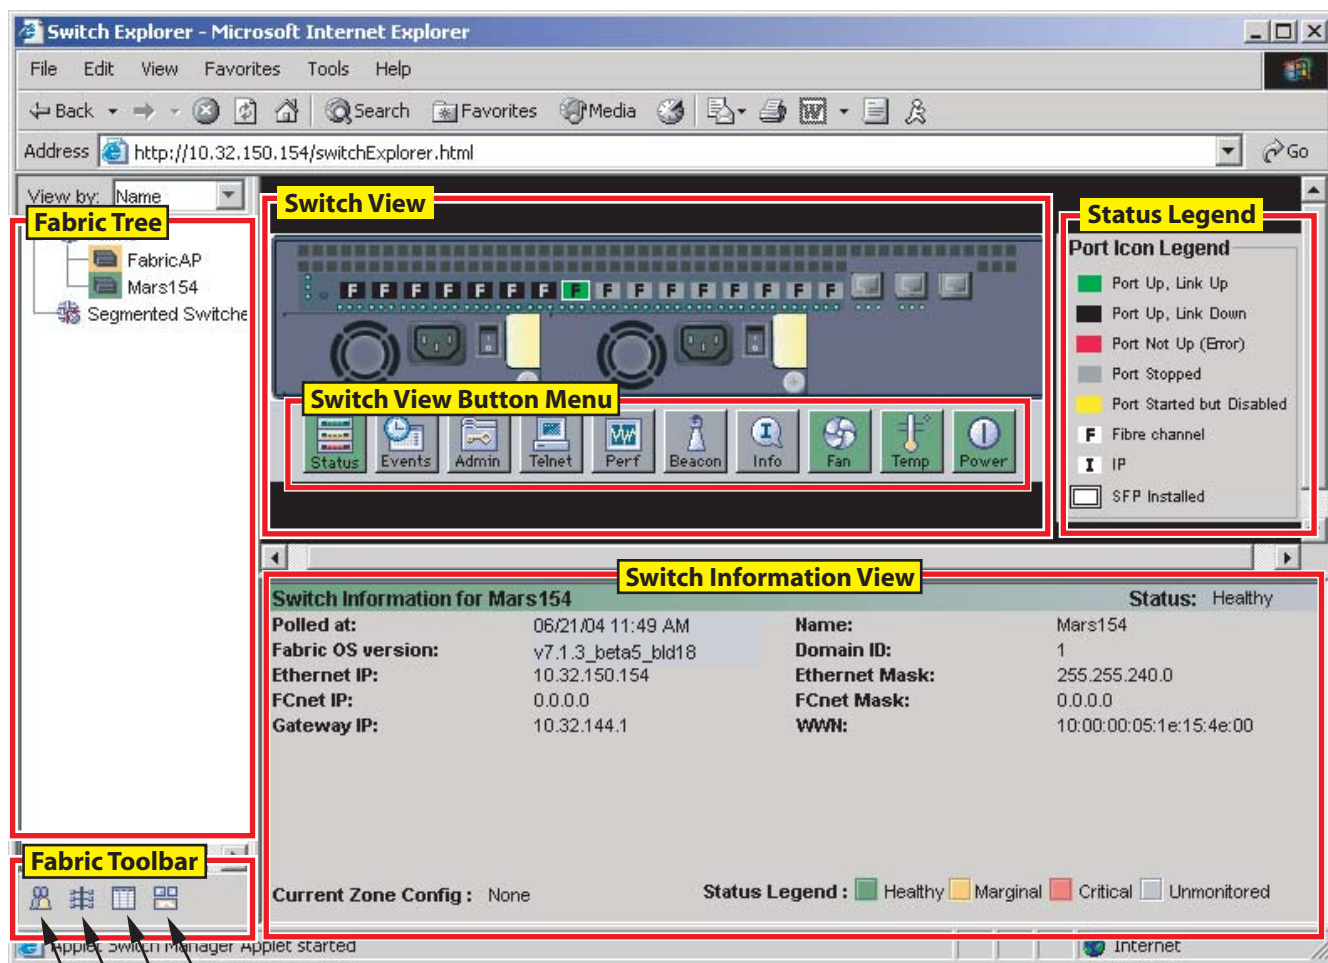 Switch Explorer - Microsoft Internet Explorer
File Edit View Favorites Tools Help
Back Search Favorites Media
Address http://10.32.150.154/switchExplorer.html Go
View by: Name
Fabric Tree
FabricAP
Mars154
Segmented Switche
Switch View
F F F F F F F F F F F F F F F F
Switch View Button Menu
Status Events Admin Telnet Perf Beacon Info Fan Temp Power
Status Legend
Port Icon Legend
Port Up, Link Up
Port Up, Link Down
Port Not Up (Error)
Port Stopped
Port Started but Disabled
F Fibre channel
I IP
SFP Installed
Switch Information View
Switch Information for Mars154 Status: Healthy
Polled at: 06/21/04 11:49 AM Name: Mars154
Fabric OS version: v7.1.3_beta5_bld18 Domain ID: 1
Ethernet IP: 10.32.150.154 Ethernet Mask: 255.255.240.0
FCnet IP: 0.0.0.0 FCnet Mask: 0.0.0.0
Gateway IP: 10.32.144.1 WWN: 10:00:00:05:1e:15:4e:00
Current Zone Config : None Status Legend : Healthy Marginal Critical Unmonitored
Fabric Toolbar
Applet Switch Manager Applet started Internet